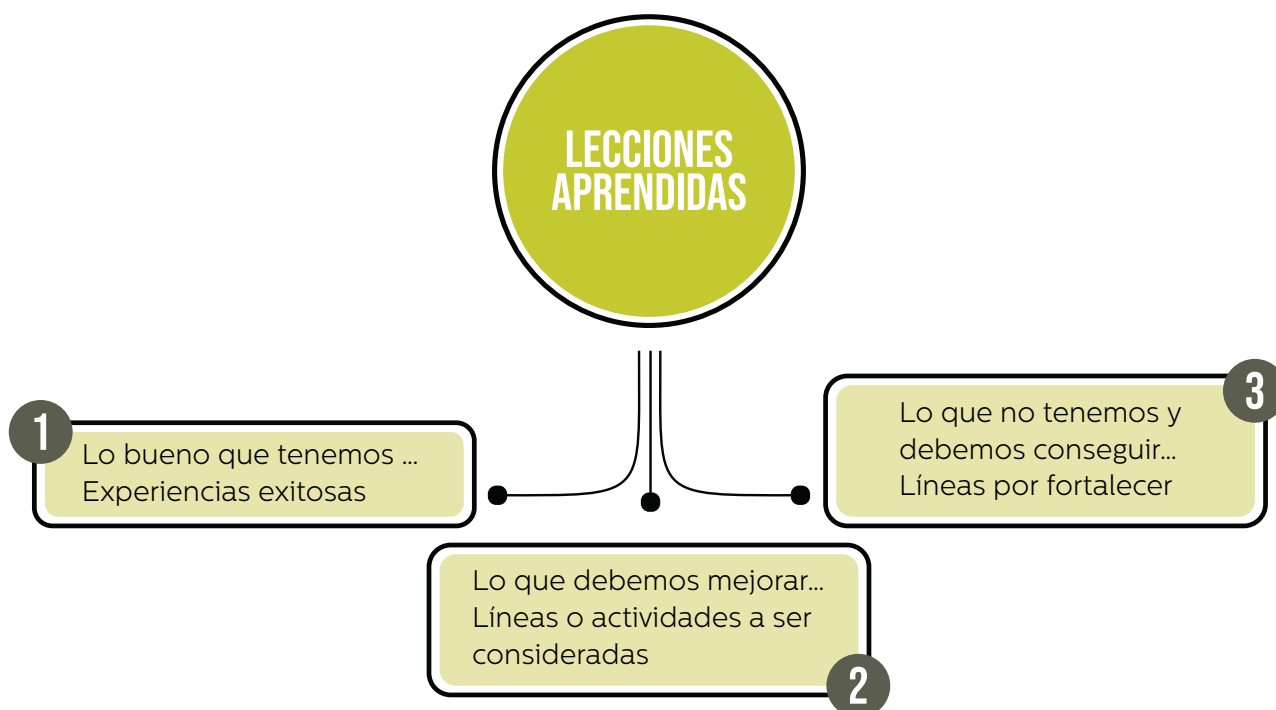 LECCIONES
APRENDIDAS
1
Lo bueno que tenemos ...
Experiencias exitosas
2
Lo que debemos mejorar...
Líneas o actividades a ser
consideradas
3
Lo que no tenemos y
debemos conseguir...
Líneas por fortalecer